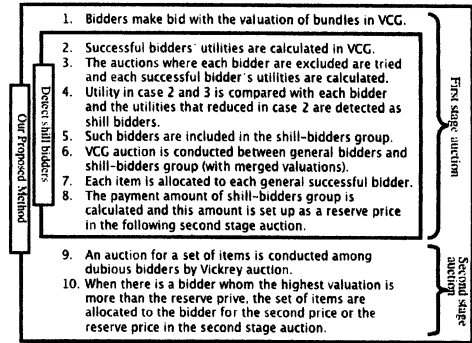 1. Bidders make bid with the valuation of bundles in VCG.
2. Successful bidders' utilities are calculated in VCG.
3. The auctions where each bidder are excluded are tried
and each successful bidder's utilities are calculated.
4. Utility in case 2 and 3 is compared with each bidder
and the utilities that reduced in case 2 are detected as
shill bidders.
5. Such bidders are included in the shill-bidders group.
6. VCG auction is conducted between general bidders and
shill-bidders group (with merged valuations).
7. Each item is allocated to each general successful bidder.
8. The payment amount of shill-bidders group is
calculated and this amount is set up as a reserve price
in the following second stage auction.
9. An auction for a set of items is conducted among
dubious bidders by Vickrey auction.
10. When there is a bidder whom the highest valuation is
more than the reserve prive, the set of items are
allocated to the bidder for the second price or the
reserve price in the second stage auction.
Our Proposed Method
Detect shill bidders
First stage
auction
Second stage
auction